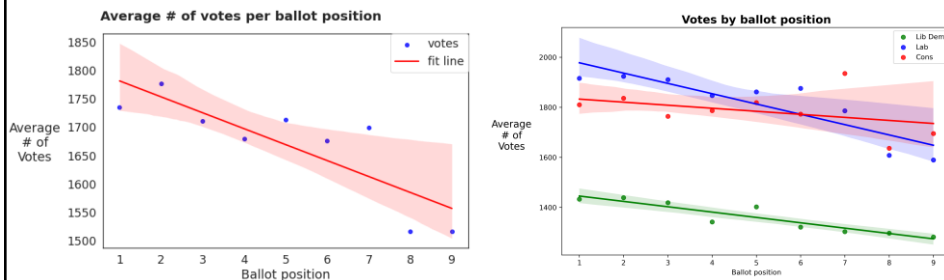 Average # of votes per ballot position
votes
fit line
1850
1800
1750
1700
1650
1600
1550
1500
Average
# of
Votes
1 2 3 4 5 6 7 8 9
Ballot position
Votes by ballot position
Lib Dem
Lab
Cons
2000
1800
1600
1400
Average
# of
Votes
1 2 3 4 5 6 7 8 9
Ballot position